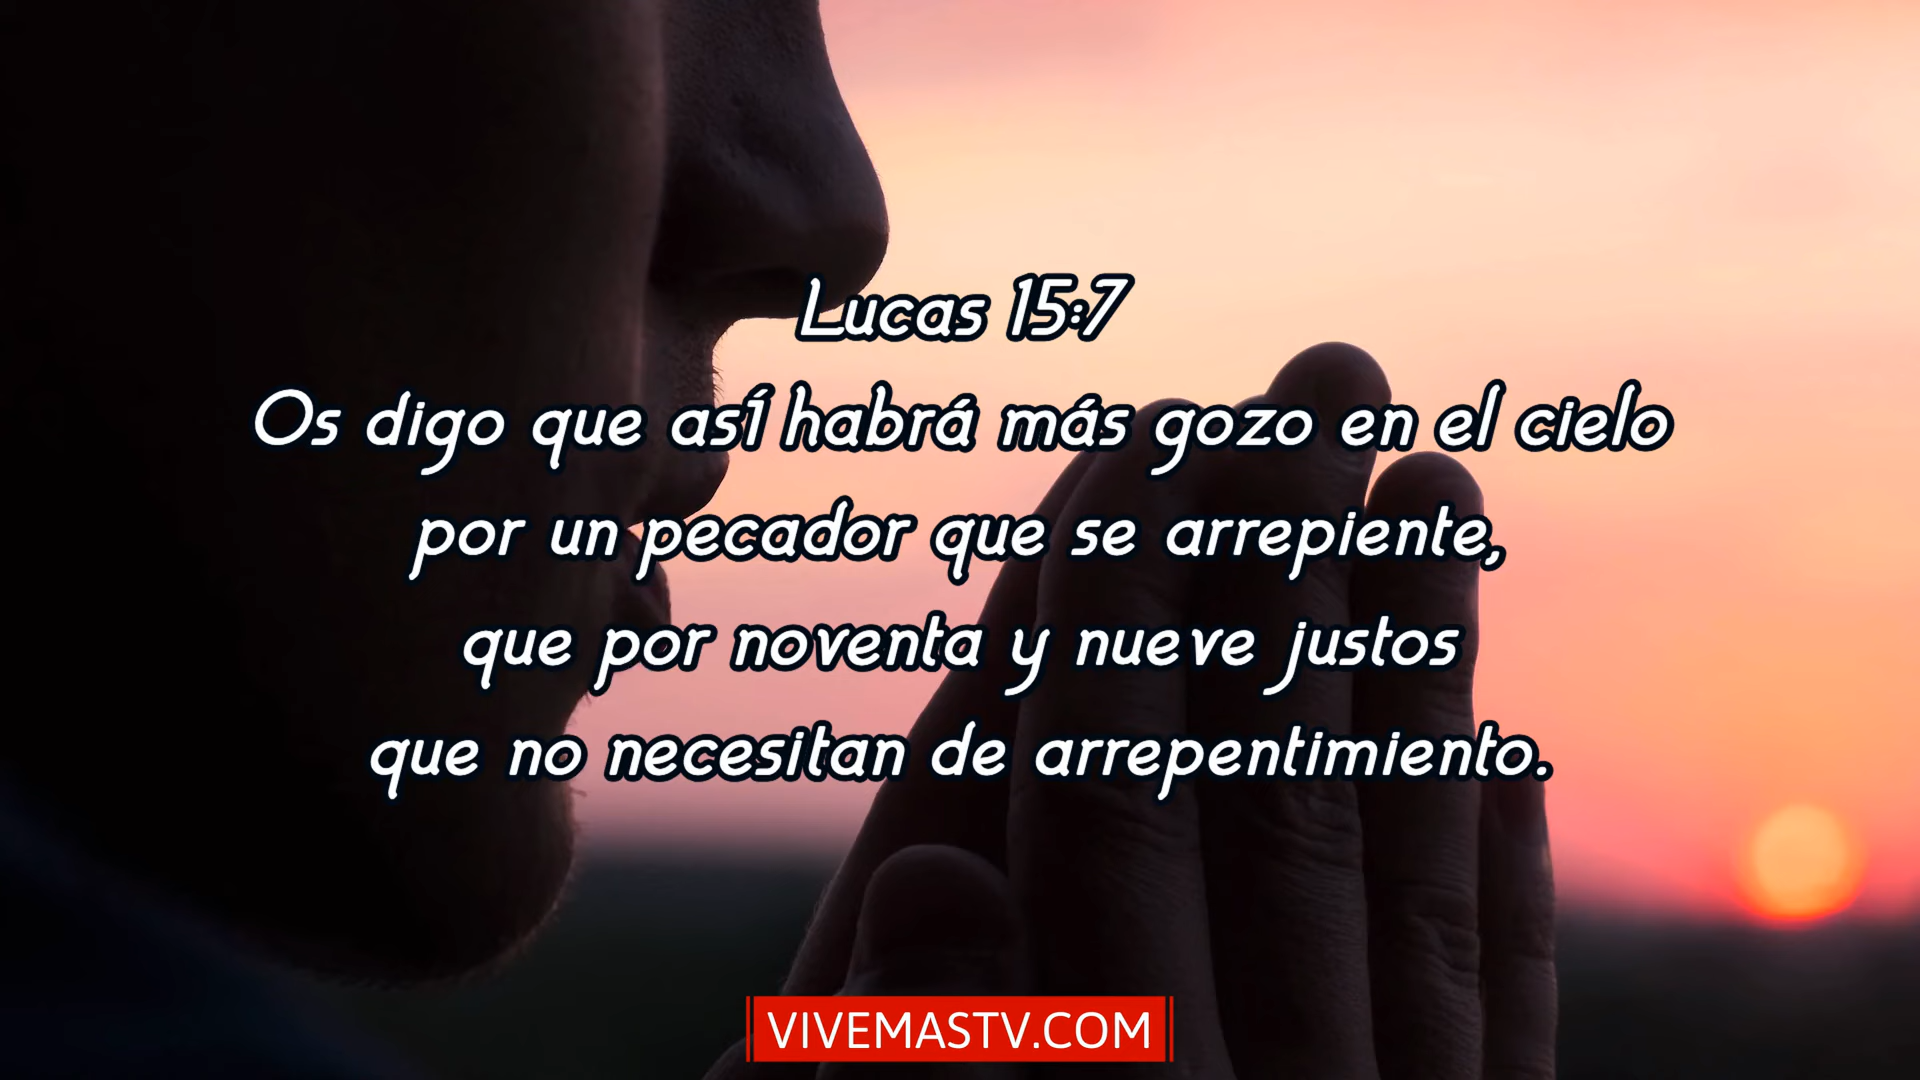 Lucas 15:7
Os digo que así habrá más gozo en el cielo
por un pecador que se arrepiente,
que por noventa y nueve justos
que no necesitan de arrepentimiento.
VIVEMASTV.COM